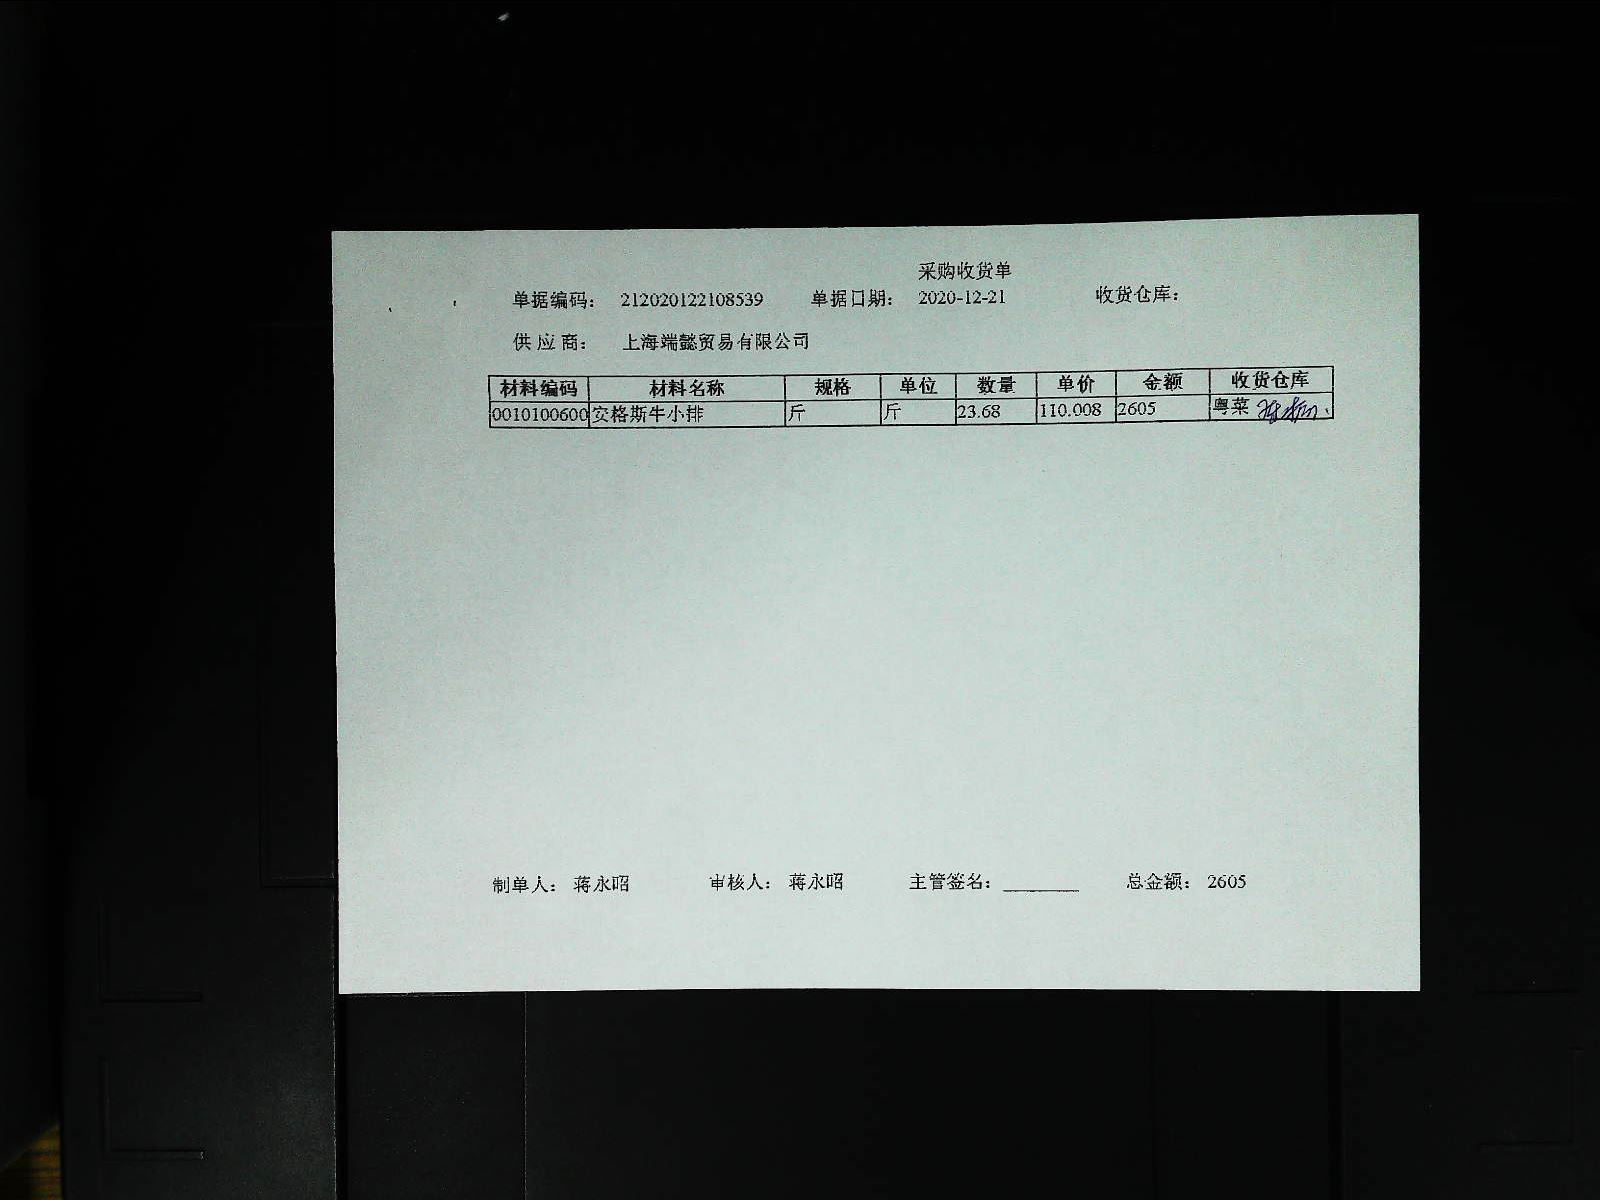 采购收货单
单据编码： 212020122108539 单据日期： 2020-12-21 收货仓库：
供 应 商： 上海端懿贸易有限公司
材料编码 材料名称 规格 单位 数量 单价 金额 收货仓库
0010100600 安格斯牛小排 斤 斤 23.68 110.008 2605 粤菜
制单人： 蒋永昭 审核人： 蒋永昭 主管签名：________ 总金额： 2605